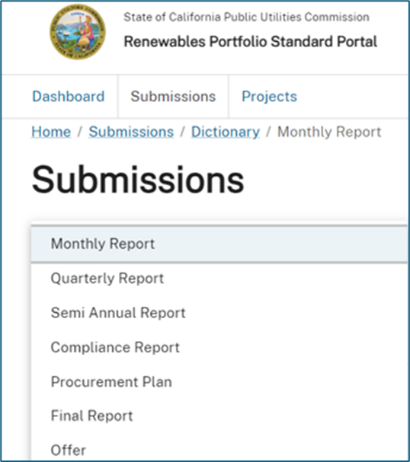 State of California Public Utilities Commission
Renewables Portfolio Standard Portal
Dashboard Submissions Projects
Home / Submissions / Dictionary / Monthly Report
Submissions
Monthly Report
Quarterly Report
Semi Annual Report
Compliance Report
Procurement Plan
Final Report
Offer